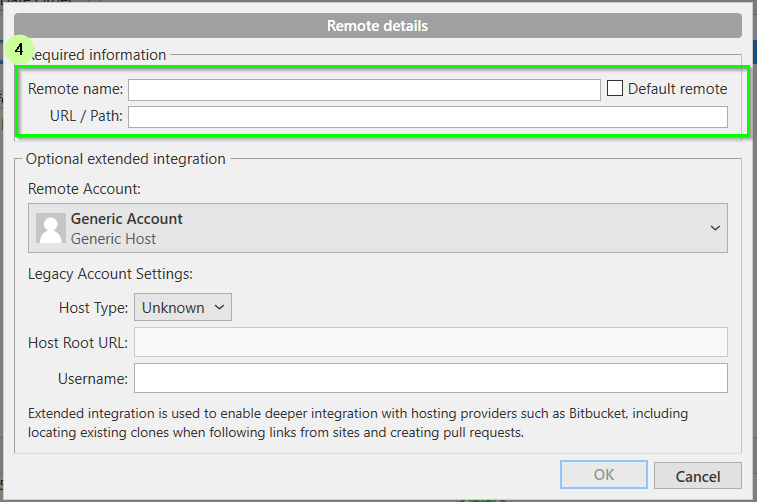 Remote details
4
Required information
Remote name:
Default remote
URL / Path:
Optional extended integration
Remote Account:
Generic Account
Generic Host
Legacy Account Settings:
Host Type: Unknown
Host Root URL:
Username:
Extended integration is used to enable deeper integration with hosting providers such as Bitbucket, including
locating existing clones when following links from sites and creating pull requests.
OK
Cancel